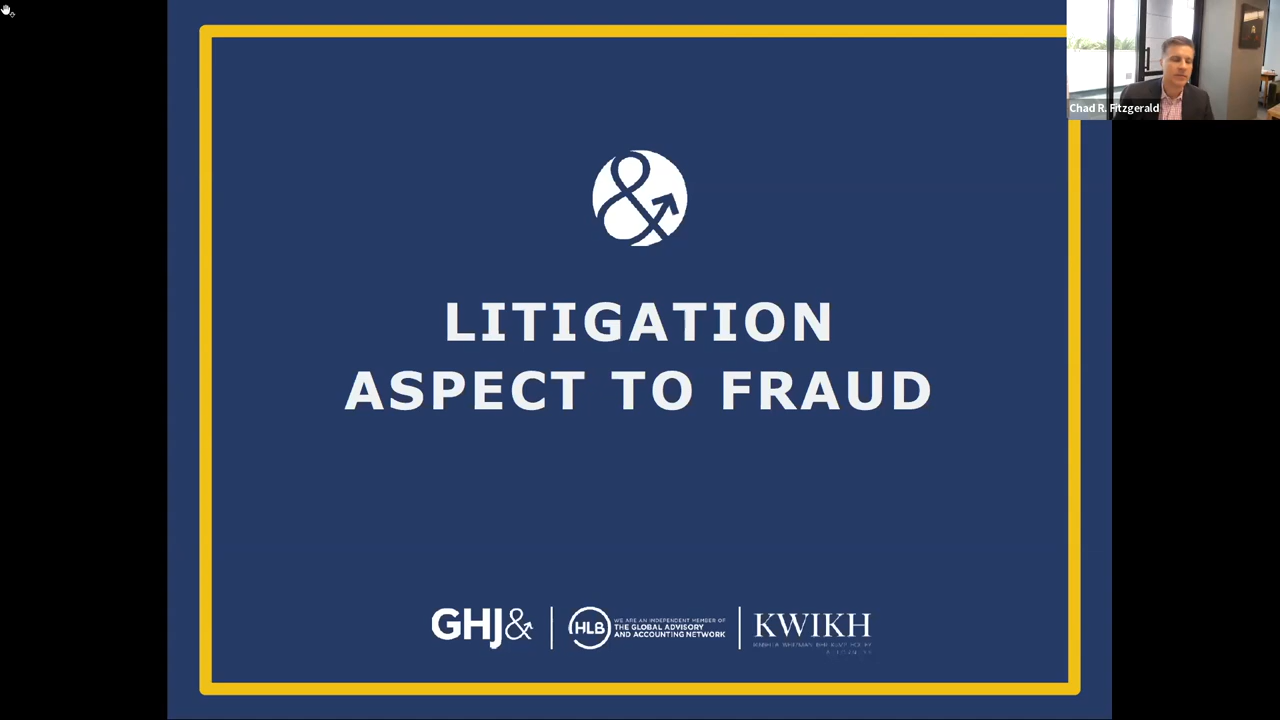 Chad R. Fitzgerald
LITIGATION
ASPECT TO FRAUD
GHJ&
HLB
WE ARE AN INDEPENDENT MEMBER OF
THE GLOBAL ADVISORY
AND ACCOUNTING NETWORK
KWIKH